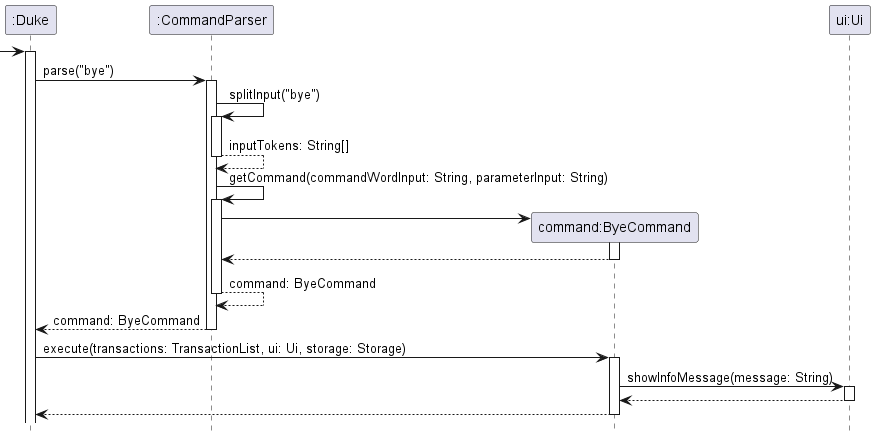 :Duke
:CommandParser
ui:Ui
parse("bye")
splitInput("bye")
inputTokens: String[]
getCommand(commandWordInput: String, parameterInput: String)
command:ByeCommand
command: ByeCommand
command: ByeCommand
execute(transactions: TransactionList, ui: Ui, storage: Storage)
showInfoMessage(message: String)